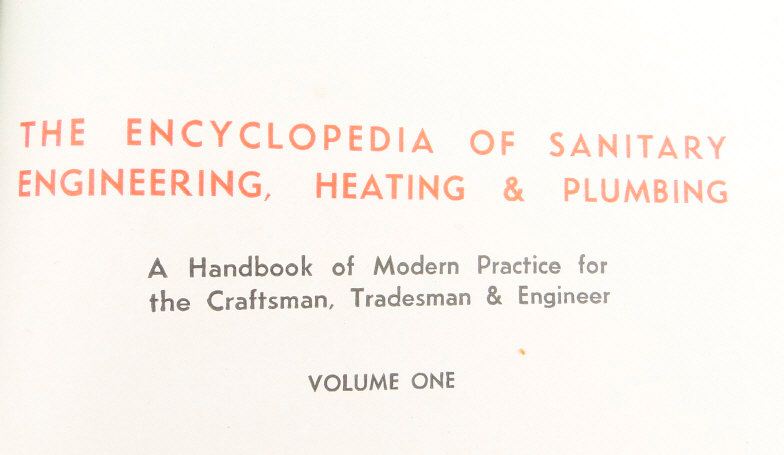 THE ENCYCLOPEDIA OF SANITARY
ENGINEERING, HEATING & PLUMBING
A Handbook of Modern Practice for
the Craftsman, Tradesman & Engineer
VOLUME ONE